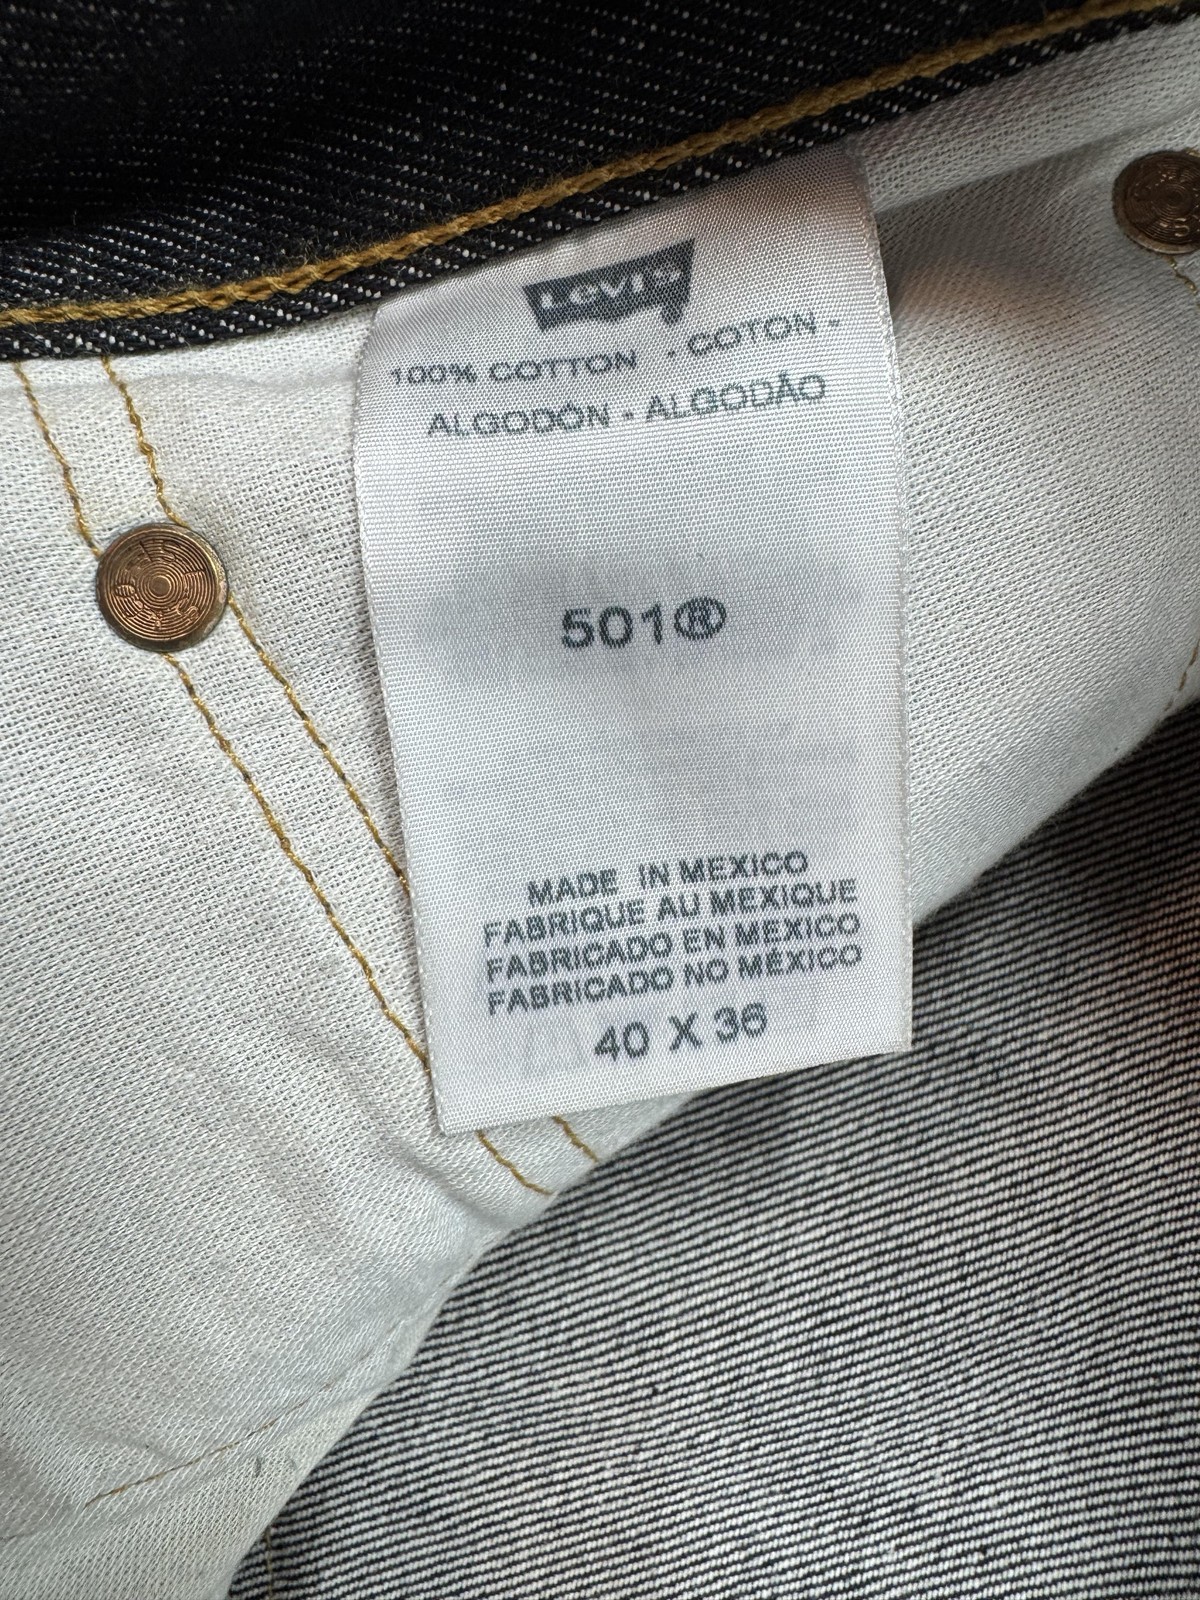 Levi's
100% COTTON - COTON -
ALGODÓN - ALGODÃO
501®
MADE IN MEXICO
FABRIQUE AU MEXIQUE
FABRICADO EN MEXICO
FABRICADO NO MÉXICO
40 X 36